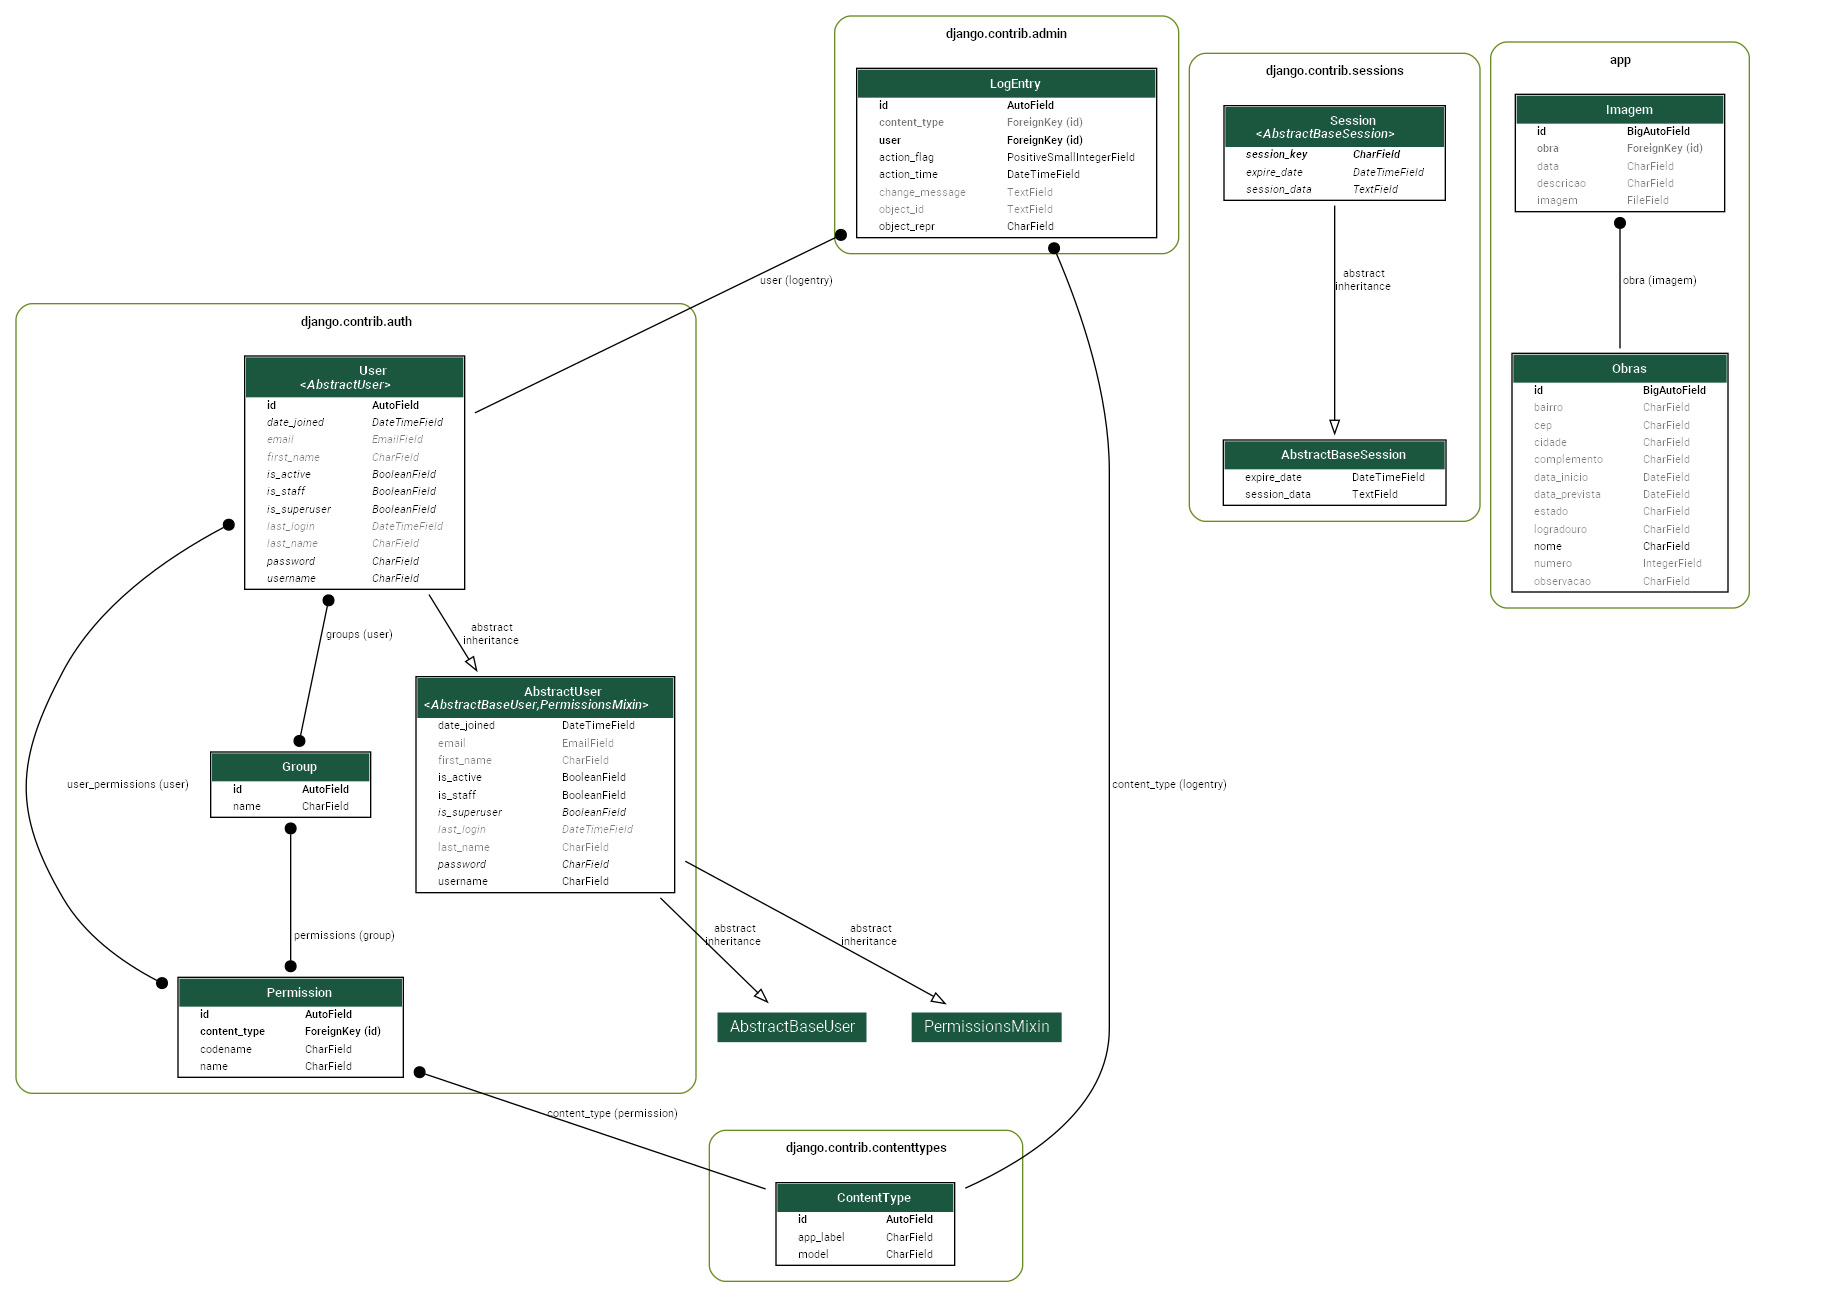 django.contrib.admin
LogEntry
id AutoField
content_type ForeignKey (id)
user ForeignKey (id)
action_flag PositiveSmallIntegerField
action_time DateTimeField
change_message TextField
object_id TextField
object_repr CharField
django.contrib.sessions
Session
<AbstractBaseSession>
session_key CharField
expire_date DateTimeField
session_data TextField
abstract
inheritance
AbstractBaseSession
expire_date DateTimeField
session_data TextField
app
Imagem
id BigAutoField
obra ForeignKey (id)
data CharField
descricao CharField
imagem FileField
obra (imagem)
Obras
id BigAutoField
bairro CharField
cep CharField
cidade CharField
complemento CharField
data_inicio DateField
data_prevista DateField
estado CharField
logradouro CharField
nome CharField
numero IntegerField
observacao CharField
user (logentry)
django.contrib.auth
User
<AbstractUser>
id AutoField
date_joined DateTimeField
email EmailField
first_name CharField
is_active BooleanField
is_staff BooleanField
is_superuser BooleanField
last_login DateTimeField
last_name CharField
password CharField
username CharField
groups (user)
abstract
inheritance
AbstractUser
<AbstractBaseUser,PermissionsMixin>
date_joined DateTimeField
email EmailField
first_name CharField
is_active BooleanField
is_staff BooleanField
is_superuser BooleanField
last_login DateTimeField
last_name CharField
password CharField
username CharField
user_permissions (user)
Group
id AutoField
name CharField
permissions (group)
Permission
id AutoField
content_type ForeignKey (id)
codename CharField
name CharField
abstract
inheritance
abstract
inheritance
AbstractBaseUser
PermissionsMixin
content_type (logentry)
content_type (permission)
django.contrib.contenttypes
ContentType
id AutoField
app_label CharField
model CharField